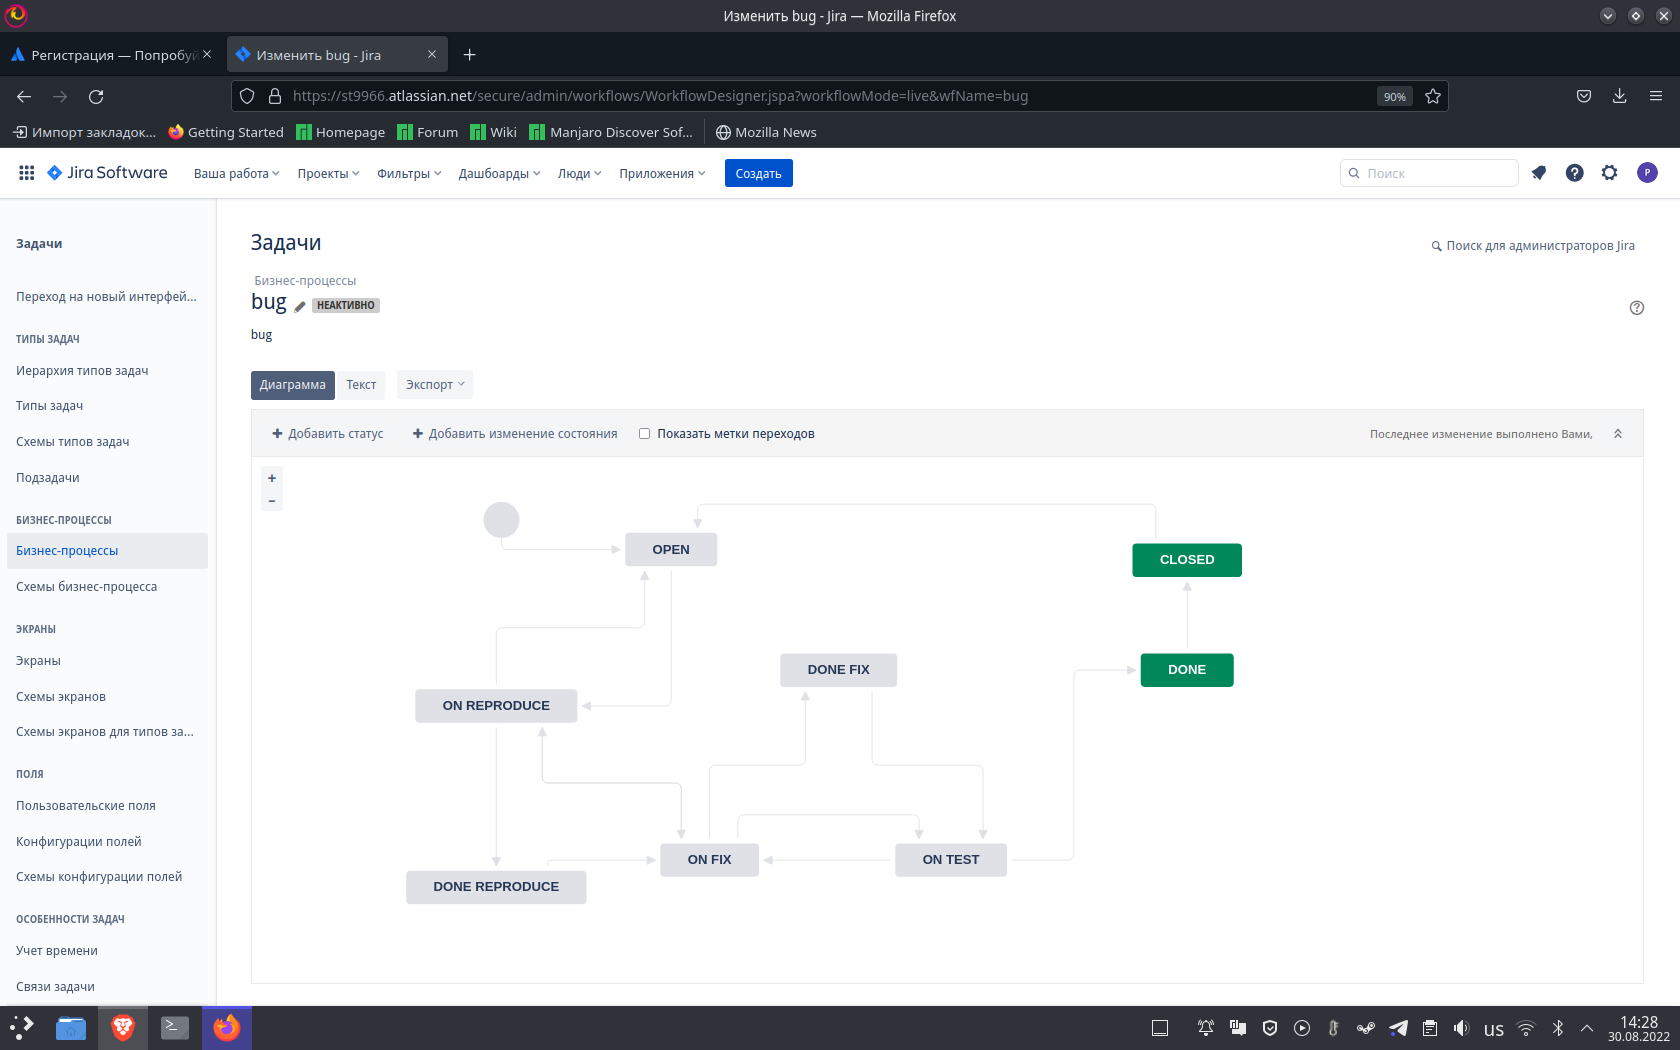 Изменить bug - Jira — Mozilla Firefox
Регистрация — Попробуй
Изменить bug - Jira
https://st9966.atlassian.net/secure/admin/workflows/WorkflowDesigner.jspa?workflowMode=live&wfName=bug
90%
Импорт закладок...
Getting Started
Homepage
Forum
Wiki
Manjaro Discover Sof...
Mozilla News
Jira Software
Ваша работа
Проекты
Фильтры
Дашбоарды
Люди
Приложения
Создать
Поиск
P
Задачи
Переход на новый интерфей...
ТИПЫ ЗАДАЧ
Иерархия типов задач
Типы задач
Схемы типов задач
Подзадачи
БИЗНЕС-ПРОЦЕССЫ
Бизнес-процессы
Схемы бизнес-процесса
ЭКРАНЫ
Экраны
Схемы экранов
Схемы экранов для типов за...
ПОЛЯ
Пользовательские поля
Конфигурации полей
Схемы конфигурации полей
ОСОБЕННОСТИ ЗАДАЧ
Учет времени
Связи задачи
Задачи
Поиск для администраторов Jira
Бизнес-процессы
bug НЕАКТИВНО
bug
Диаграмма
Текст
Экспорт
+ Добавить статус
+ Добавить изменение состояния
Показать метки переходов
Последнее изменение выполнено Вами,
+
−
OPEN
CLOSED
DONE FIX
DONE
ON REPRODUCE
ON FIX
ON TEST
DONE REPRODUCE
us
14:28
30.08.2022